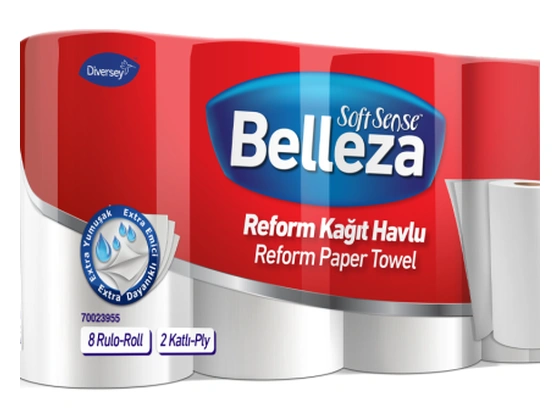 Diversey
Soft Sense
Belleza
Reform Kağıt Havlu
Reform Paper Towel
Extra Yumuşak Extra Emici
Extra Dayanıklı
70023955
8 Rulo-Roll 2 Katlı-Ply